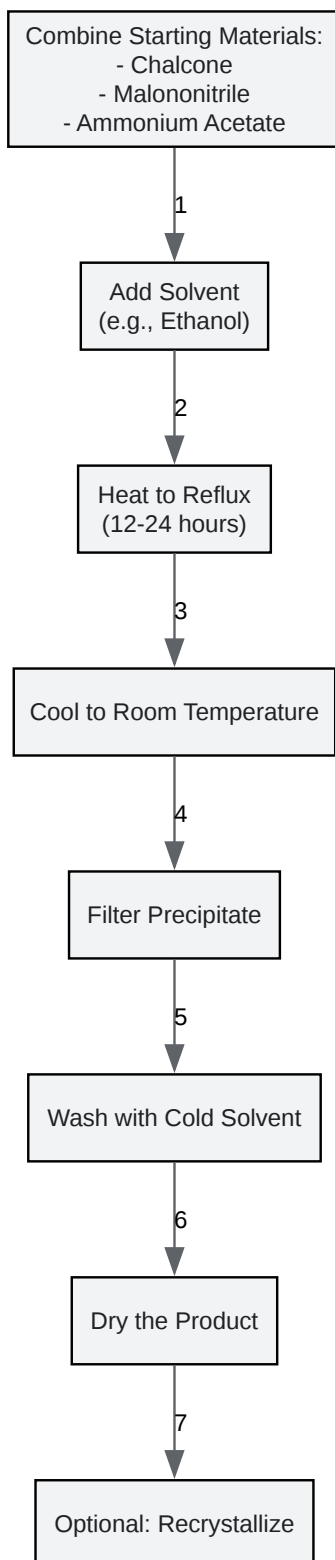 Combine Starting Materials:
- Chalcone
- Malononitrile
- Ammonium Acetate
1
Add Solvent
(e.g., Ethanol)
2
Heat to Reflux
(12-24 hours)
3
Cool to Room Temperature
4
Filter Precipitate
5
Wash with Cold Solvent
6
Dry the Product
7
Optional: Recrystallize